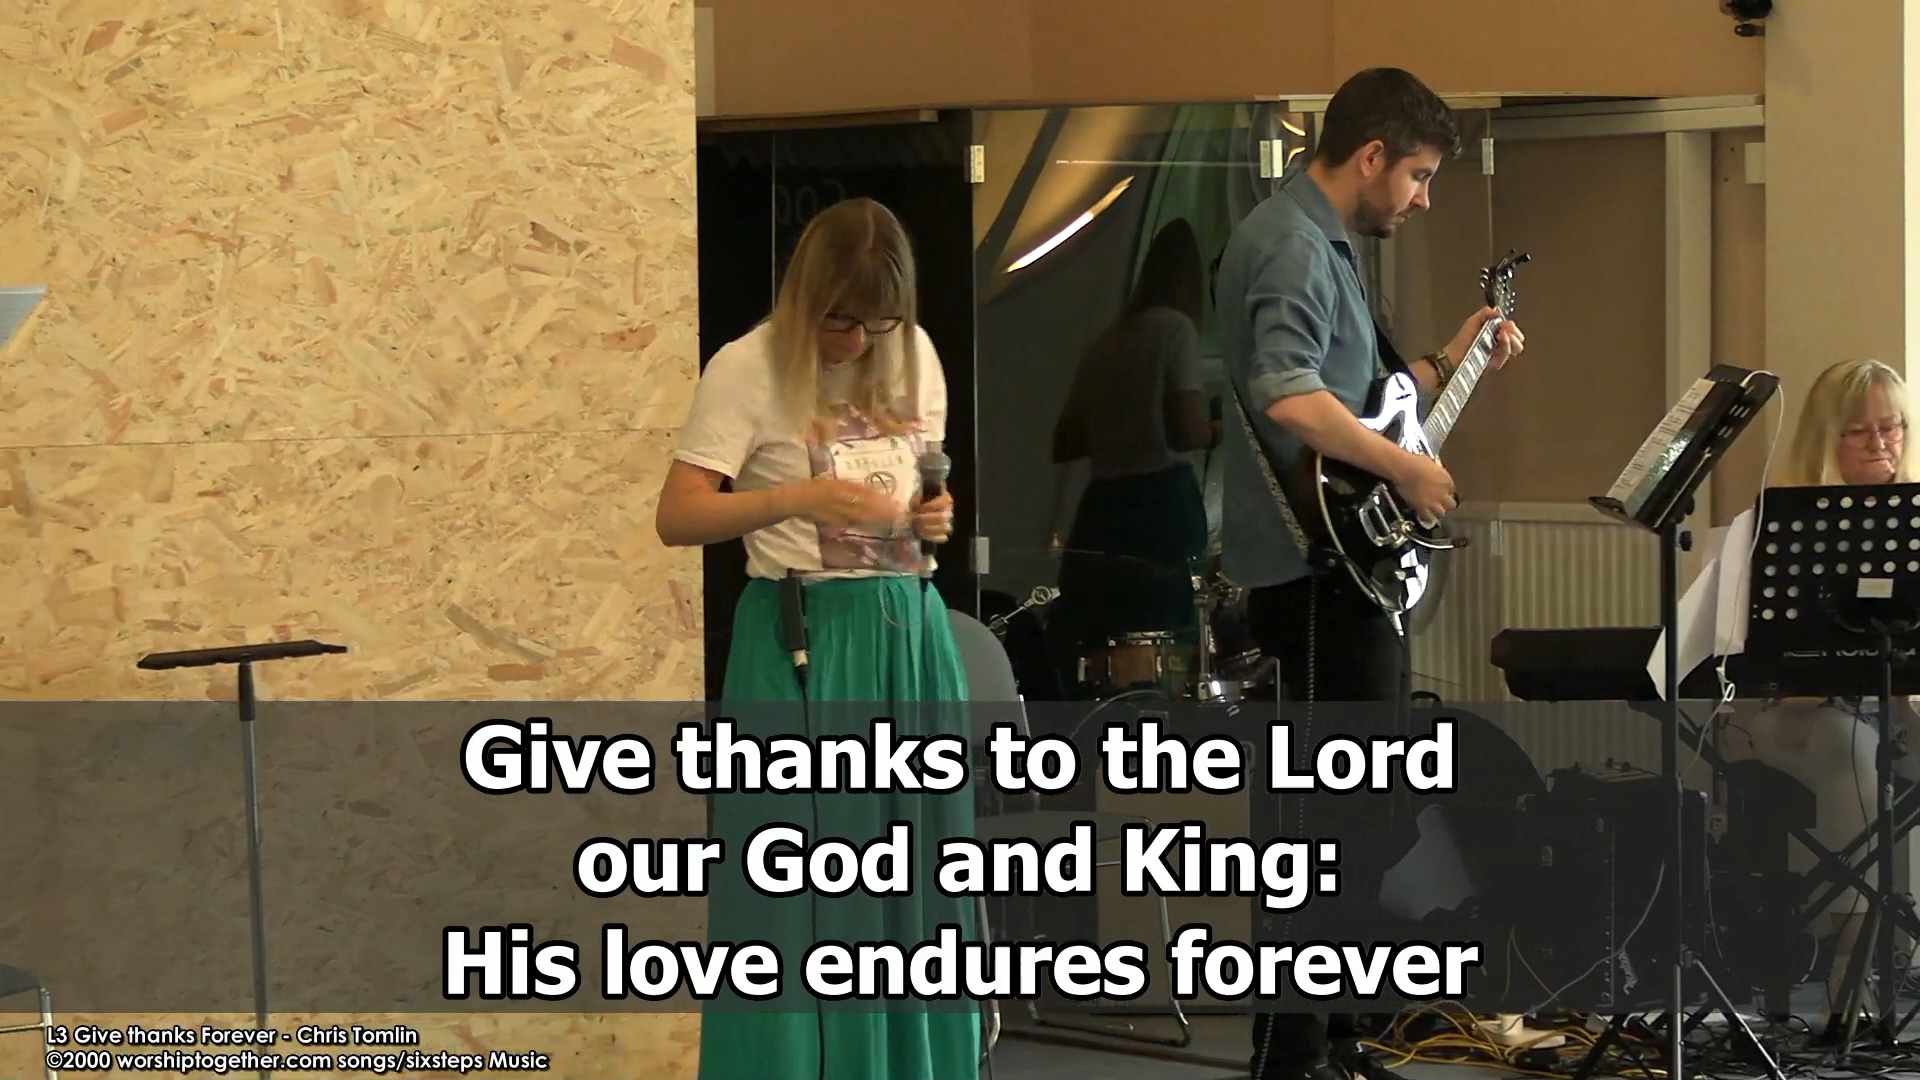 Give thanks to the Lord
our God and King:
His love endures forever
L3 Give thanks Forever - Chris Tomlin
©2000 worshiptogether.com songs/sixsteps Music